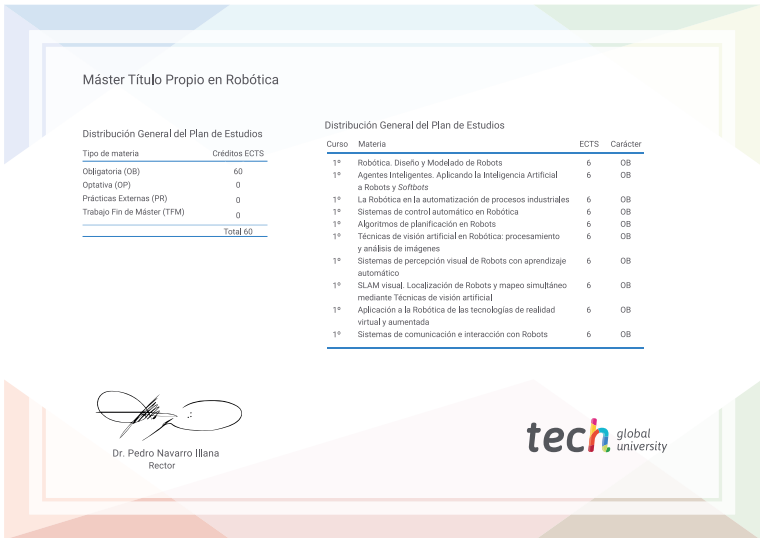 Máster Título Propio en Robótica
Distribución General del Plan de Estudios
Tipo de materia Créditos ECTS
Obligatoria (OB) 60
Optativa (OP) 0
Prácticas Externas (PR) 0
Trabajo Fin de Máster (TFM) 0
Total 60
Distribución General del Plan de Estudios
Curso Materia ECTS Carácter
1º Robótica. Diseño y Modelado de Robots 6 OB
1º Agentes Inteligentes. Aplicando la Inteligencia Artificial 6 OB
a Robots y Softbots
1º La Robótica en la automatización de procesos industriales 6 OB
1º Sistemas de control automático en Robótica 6 OB
1º Algoritmos de planificación en Robots 6 OB
1º Técnicas de visión artificial en Robótica: procesamiento 6 OB
y análisis de imágenes
1º Sistemas de percepción visual de Robots con aprendizaje 6 OB
automático
1º SLAM visual. Localización de Robots y mapeo simultáneo 6 OB
mediante Técnicas de visión artificial
1º Aplicación a la Robótica de las tecnologías de realidad 6 OB
virtual y aumentada
1º Sistemas de comunicación e interacción con Robots 6 OB
Dr. Pedro Navarro Illana
Rector
tech global
university